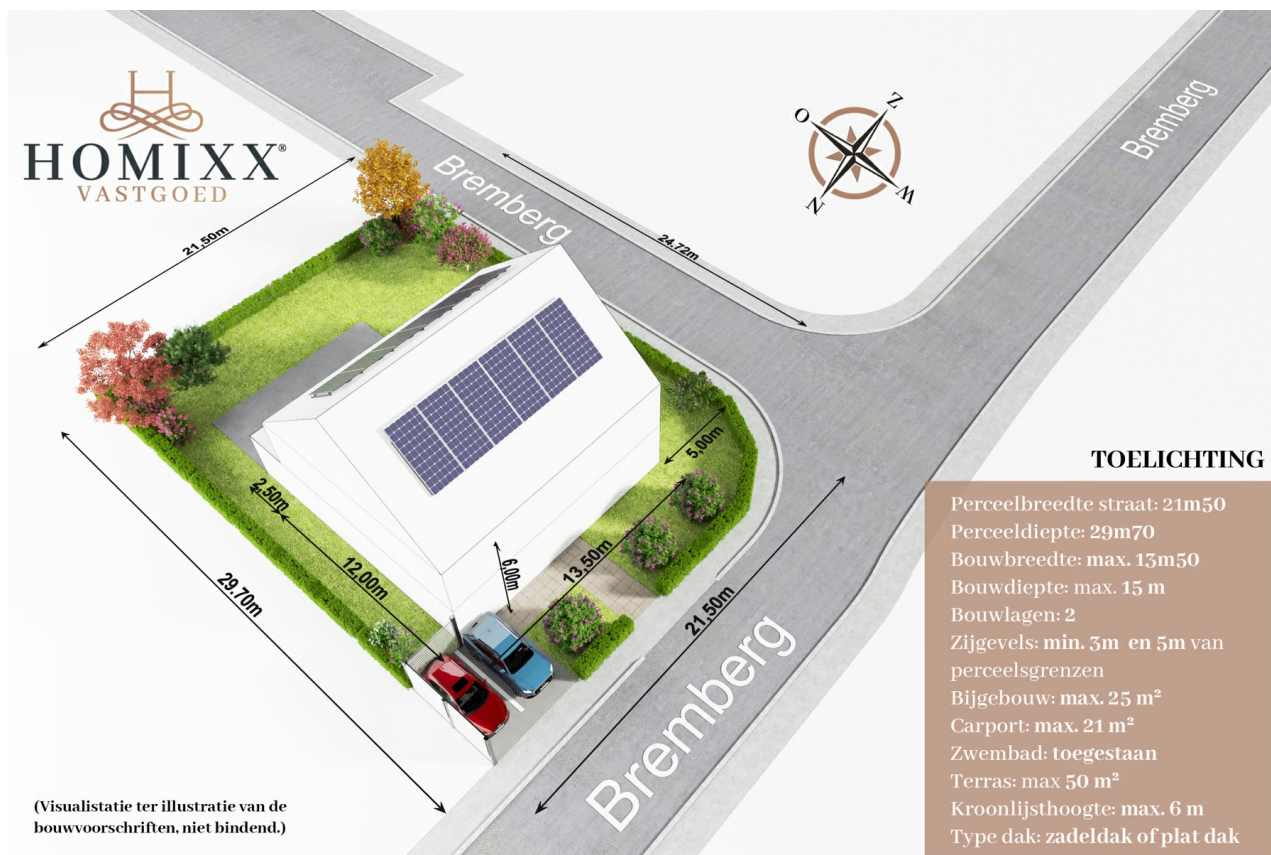 H
HOMIXX®
VASTGOED
Bremberg
Bremberg
Z
O
W
N
21,50m
24,72m
5,00m
2,50m
12,00m
6,00m
13,50m
29.70m
21,50m
Bremberg
TOELICHTING
Perceelbreedte straat: 21m50
Perceeldiepte: 29m70
Bouwbreedte: max. 13m50
Bouwdiepte: max. 15 m
Bouwlagen: 2
Zijgevels: min. 3m en 5m van
perceelsgrenzen
Bijgebouw: max. 25 m²
Carport: max. 21 m²
Zwembad: toegestaan
Terras: max 50 m²
Kroonlijsthoogte: max. 6 m
Type dak: zadeldak of plat dak
(Visualistatie ter illustratie van de
bouwvoorschriften, niet bindend.)